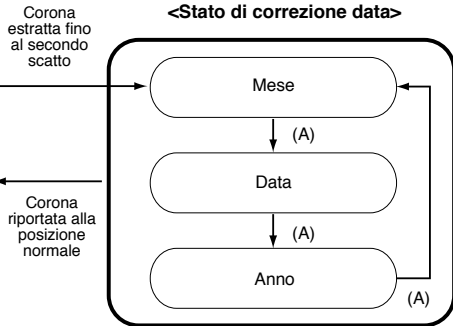 Corona
estratta fino
al secondo
scatto
<Stato di correzione data>
Mese
(A)
Data
Corona
riportata alla
posizione
normale
(A)
Anno
(A)